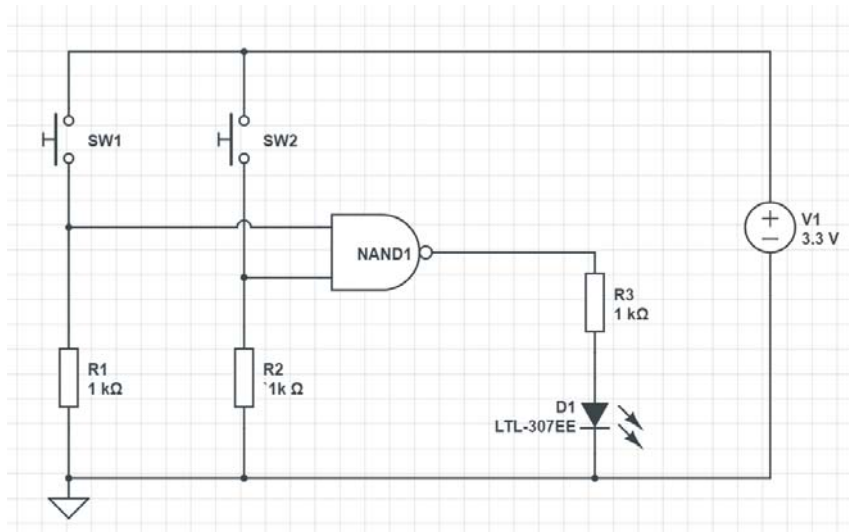 SW1
SW2
NAND1
+
−
V1
3.3 V
R3
1 kΩ
R1
1 kΩ
R2
`1k Ω
D1
LTL-307EE